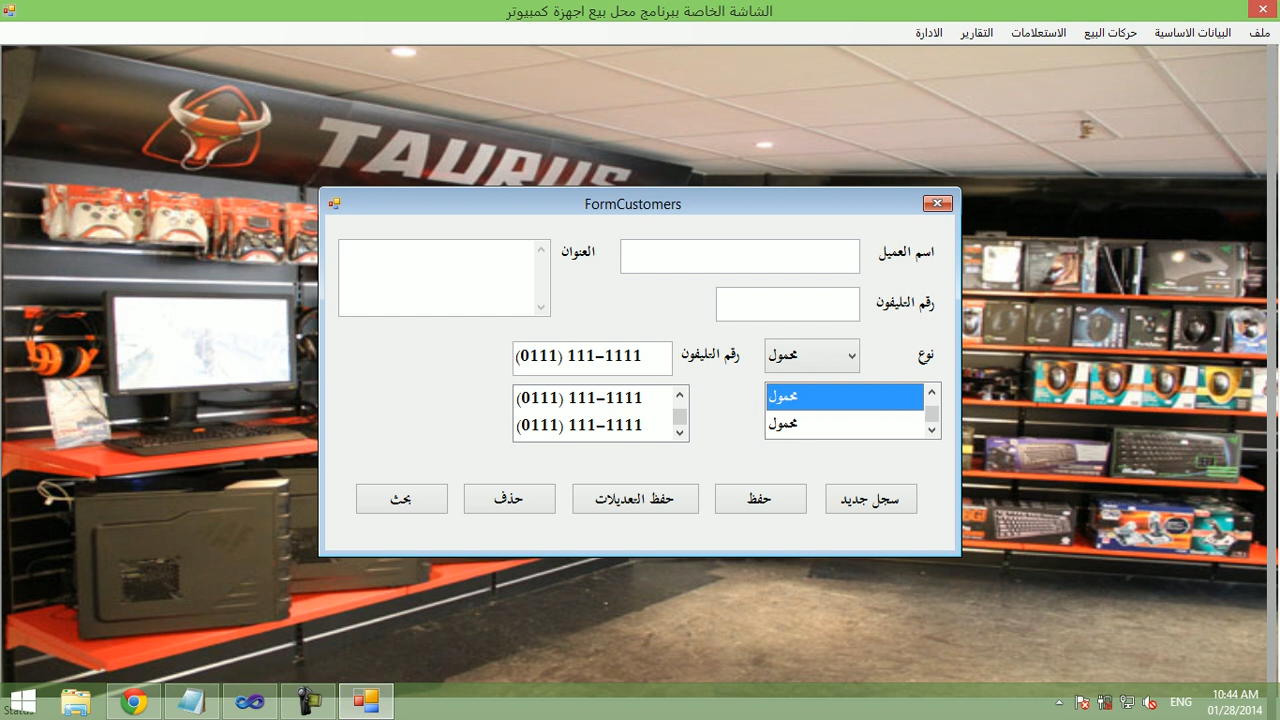 الشاشة الخاصة ببرنامج محل بيع اجهزة كمبيوتر
ملف البيانات الاساسية حركات البيع الاستعلامات التقارير الادارة
TAURUS
FormCustomers
اسم العميل العنوان
رقم التليفون
نوع محمول رقم التليفون (0111) 111-1111
محمول (0111) 111-1111
محمول (0111) 111-1111
سجل جديد حفظ حفظ التعديلات حذف بحث
Status
ENG
10:44 AM
01/28/2014